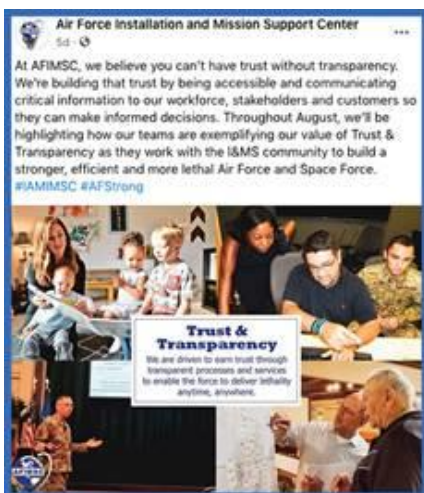 Air Force Installation and Mission Support Center
5d
At AFIMSC, we believe you can't have trust without transparency.
We're building that trust by being accessible and communicating
critical information to our workforce, stakeholders and customers so
they can make informed decisions. Throughout August, we'll be
highlighting how our teams are exemplifying our value of Trust &
Transparency as they work with the I&MS community to build a
stronger, efficient and more lethal Air Force and Space Force.
#IAMIMSC #AFStrong
Trust &
Transparency
We are driven to earn trust through
transparent processes and services
to enable the force to deliver lethality
anytime, anywhere.
AFIMSC